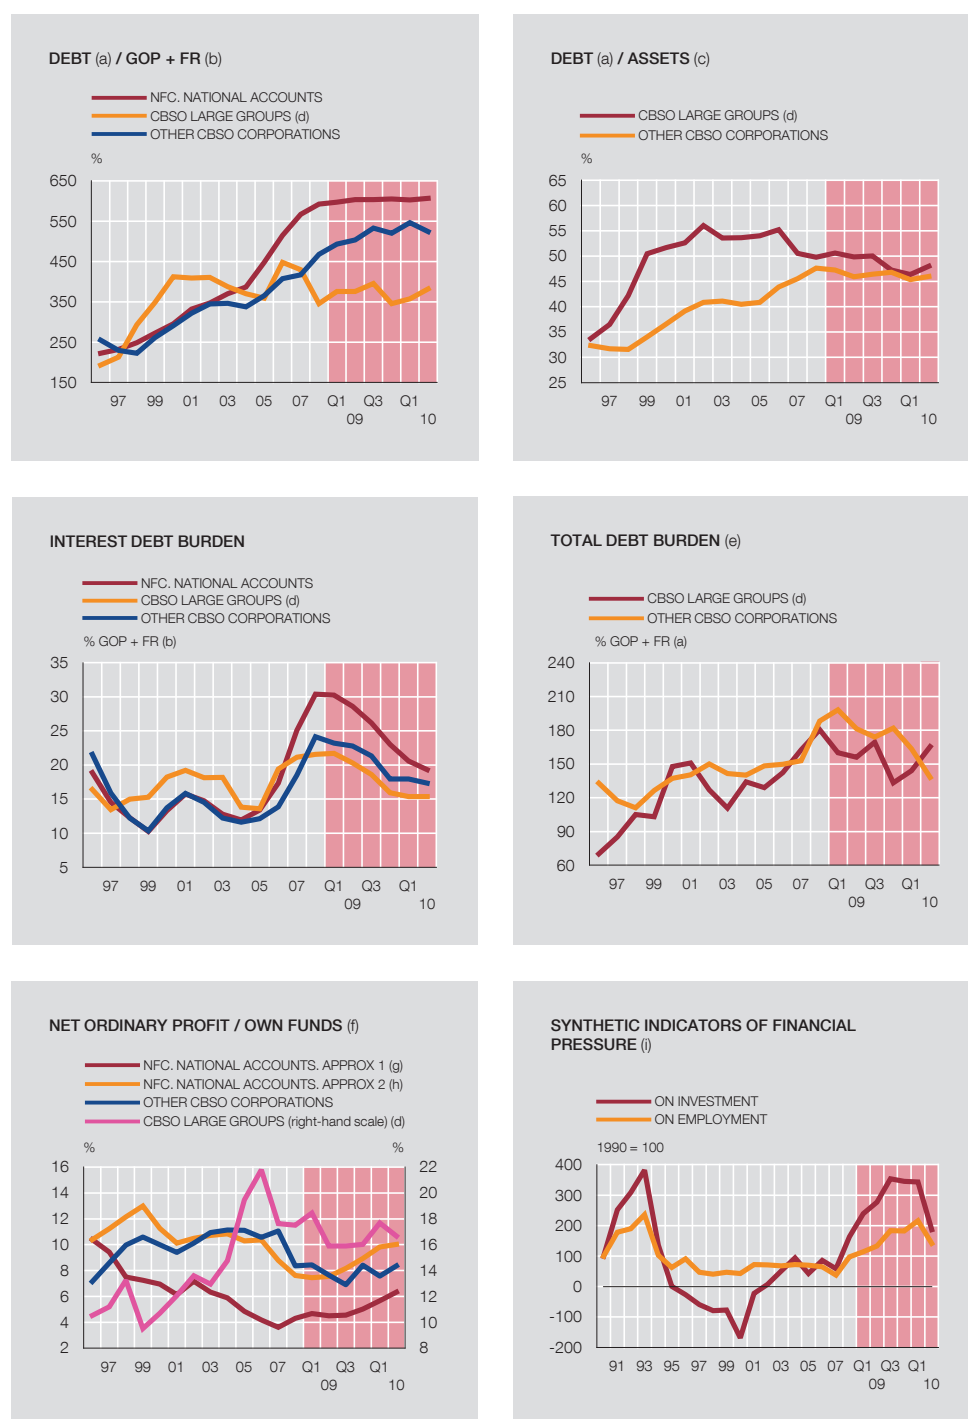 DEBT (a) / GOP + FR (b)
NFC. NATIONAL ACCOUNTS
CBSO LARGE GROUPS (d)
OTHER CBSO CORPORATIONS
%
650
550
450
350
250
150
97 99 01 03 05 07 Q1 Q3 Q1
09 10
DEBT (a) / ASSETS (c)
CBSO LARGE GROUPS (d)
OTHER CBSO CORPORATIONS
%
65
60
55
50
45
40
35
30
25
97 99 01 03 05 07 Q1 Q3 Q1
09 10
INTEREST DEBT BURDEN
NFC. NATIONAL ACCOUNTS
CBSO LARGE GROUPS (d)
OTHER CBSO CORPORATIONS
% GOP + FR (b)
35
30
25
20
15
10
5
97 99 01 03 05 07 Q1 Q3 Q1
09 10
TOTAL DEBT BURDEN (e)
CBSO LARGE GROUPS (d)
OTHER CBSO CORPORATIONS
% GOP + FR (a)
240
210
180
150
120
90
60
97 99 01 03 05 07 Q1 Q3 Q1
09 10
NET ORDINARY PROFIT / OWN FUNDS (f)
NFC. NATIONAL ACCOUNTS. APPROX 1 (g)
NFC. NATIONAL ACCOUNTS. APPROX 2 (h)
OTHER CBSO CORPORATIONS
CBSO LARGE GROUPS (right-hand scale) (d)
% %
16 22
14 20
12 18
10 16
8 14
6 12
4 10
2 8
97 99 01 03 05 07 Q1 Q3 Q1
09 10
SYNTHETIC INDICATORS OF FINANCIAL
PRESSURE (i)
ON INVESTMENT
ON EMPLOYMENT
1990 = 100
400
300
200
100
0
-100
-200
91 93 95 97 99 01 03 05 07 Q1 Q3 Q1
09 10